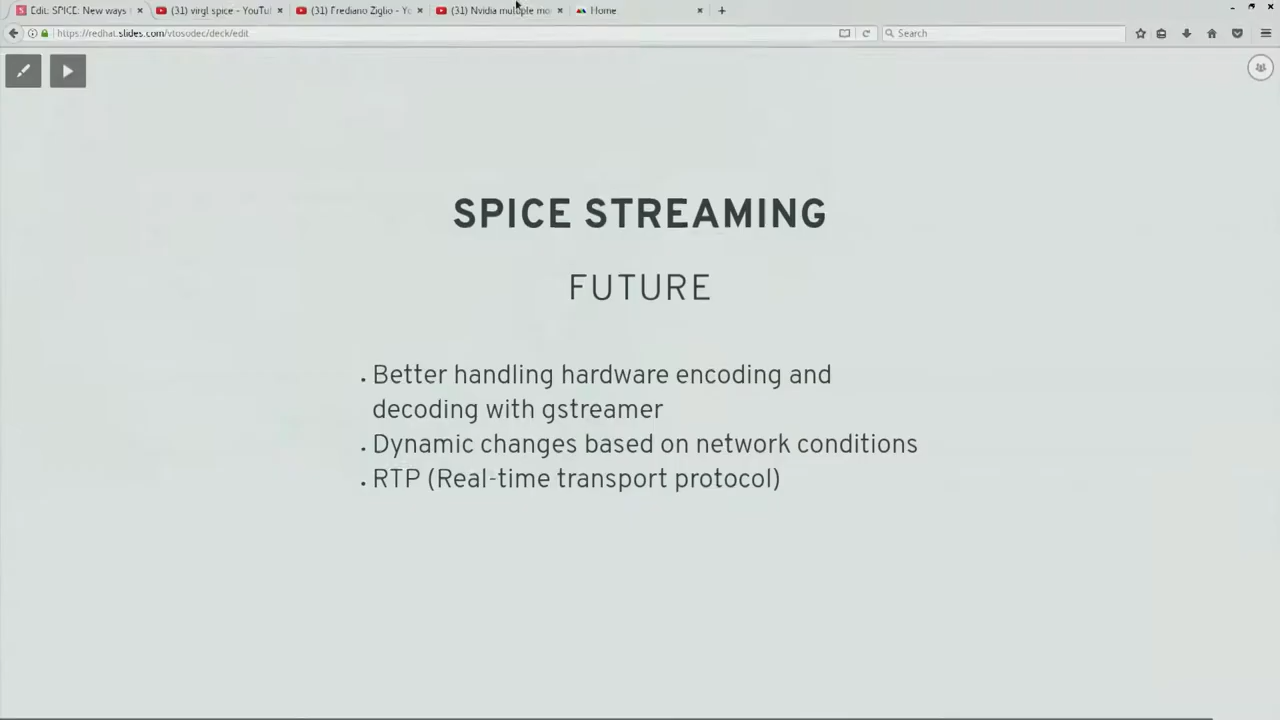 Edit: SPICE: New ways
(31) virgl spice - YouTu
(31) Frediano Ziglio - Yo
(31) Nvidia multiple mo
Home
https://redhat.slides.com/vtosodec/deck/edit
Search
SPICE STREAMING
FUTURE
• Better handling hardware encoding and
decoding with gstreamer
• Dynamic changes based on network conditions
• RTP (Real-time transport protocol)